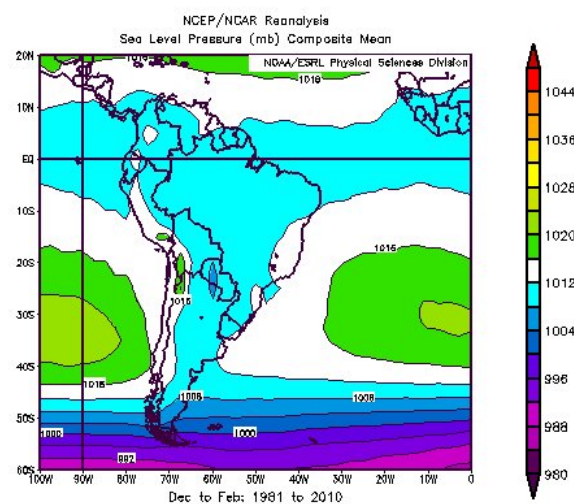 NCEP/NCAR Reanalysis
Sea Level Pressure (mb) Composite Mean
NOAA/ESRL Physical Sciences Division
20N
10N
EQ
10S
20S
30S
40S
50S
60S
1016
1016
1016
1016
1016
1008
1008
1000
1000
992
100W
90W
80W
70W
60W
50W
40W
30W
20W
10W
0
1044
1036
1028
1020
1012
1004
996
988
980
Dec to Feb: 1981 to 2010